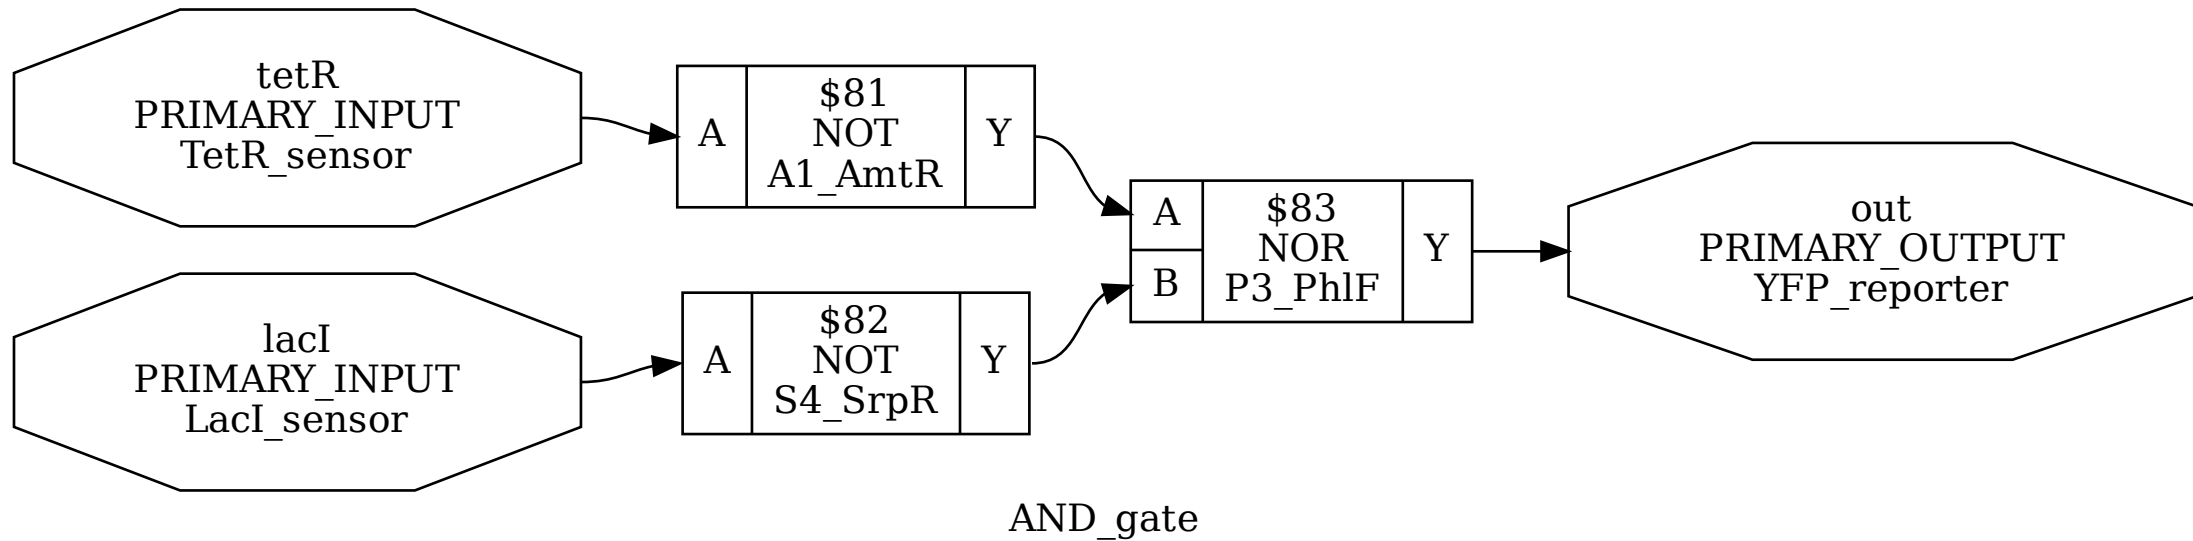 tetR
PRIMARY_INPUT
TetR_sensor
A
$81
NOT
A1_AmtR
Y
lacI
PRIMARY_INPUT
LacI_sensor
A
$82
NOT
S4_SrpR
Y
A
B
$83
NOR
P3_PhlF
Y
out
PRIMARY_OUTPUT
YFP_reporter
AND_gate